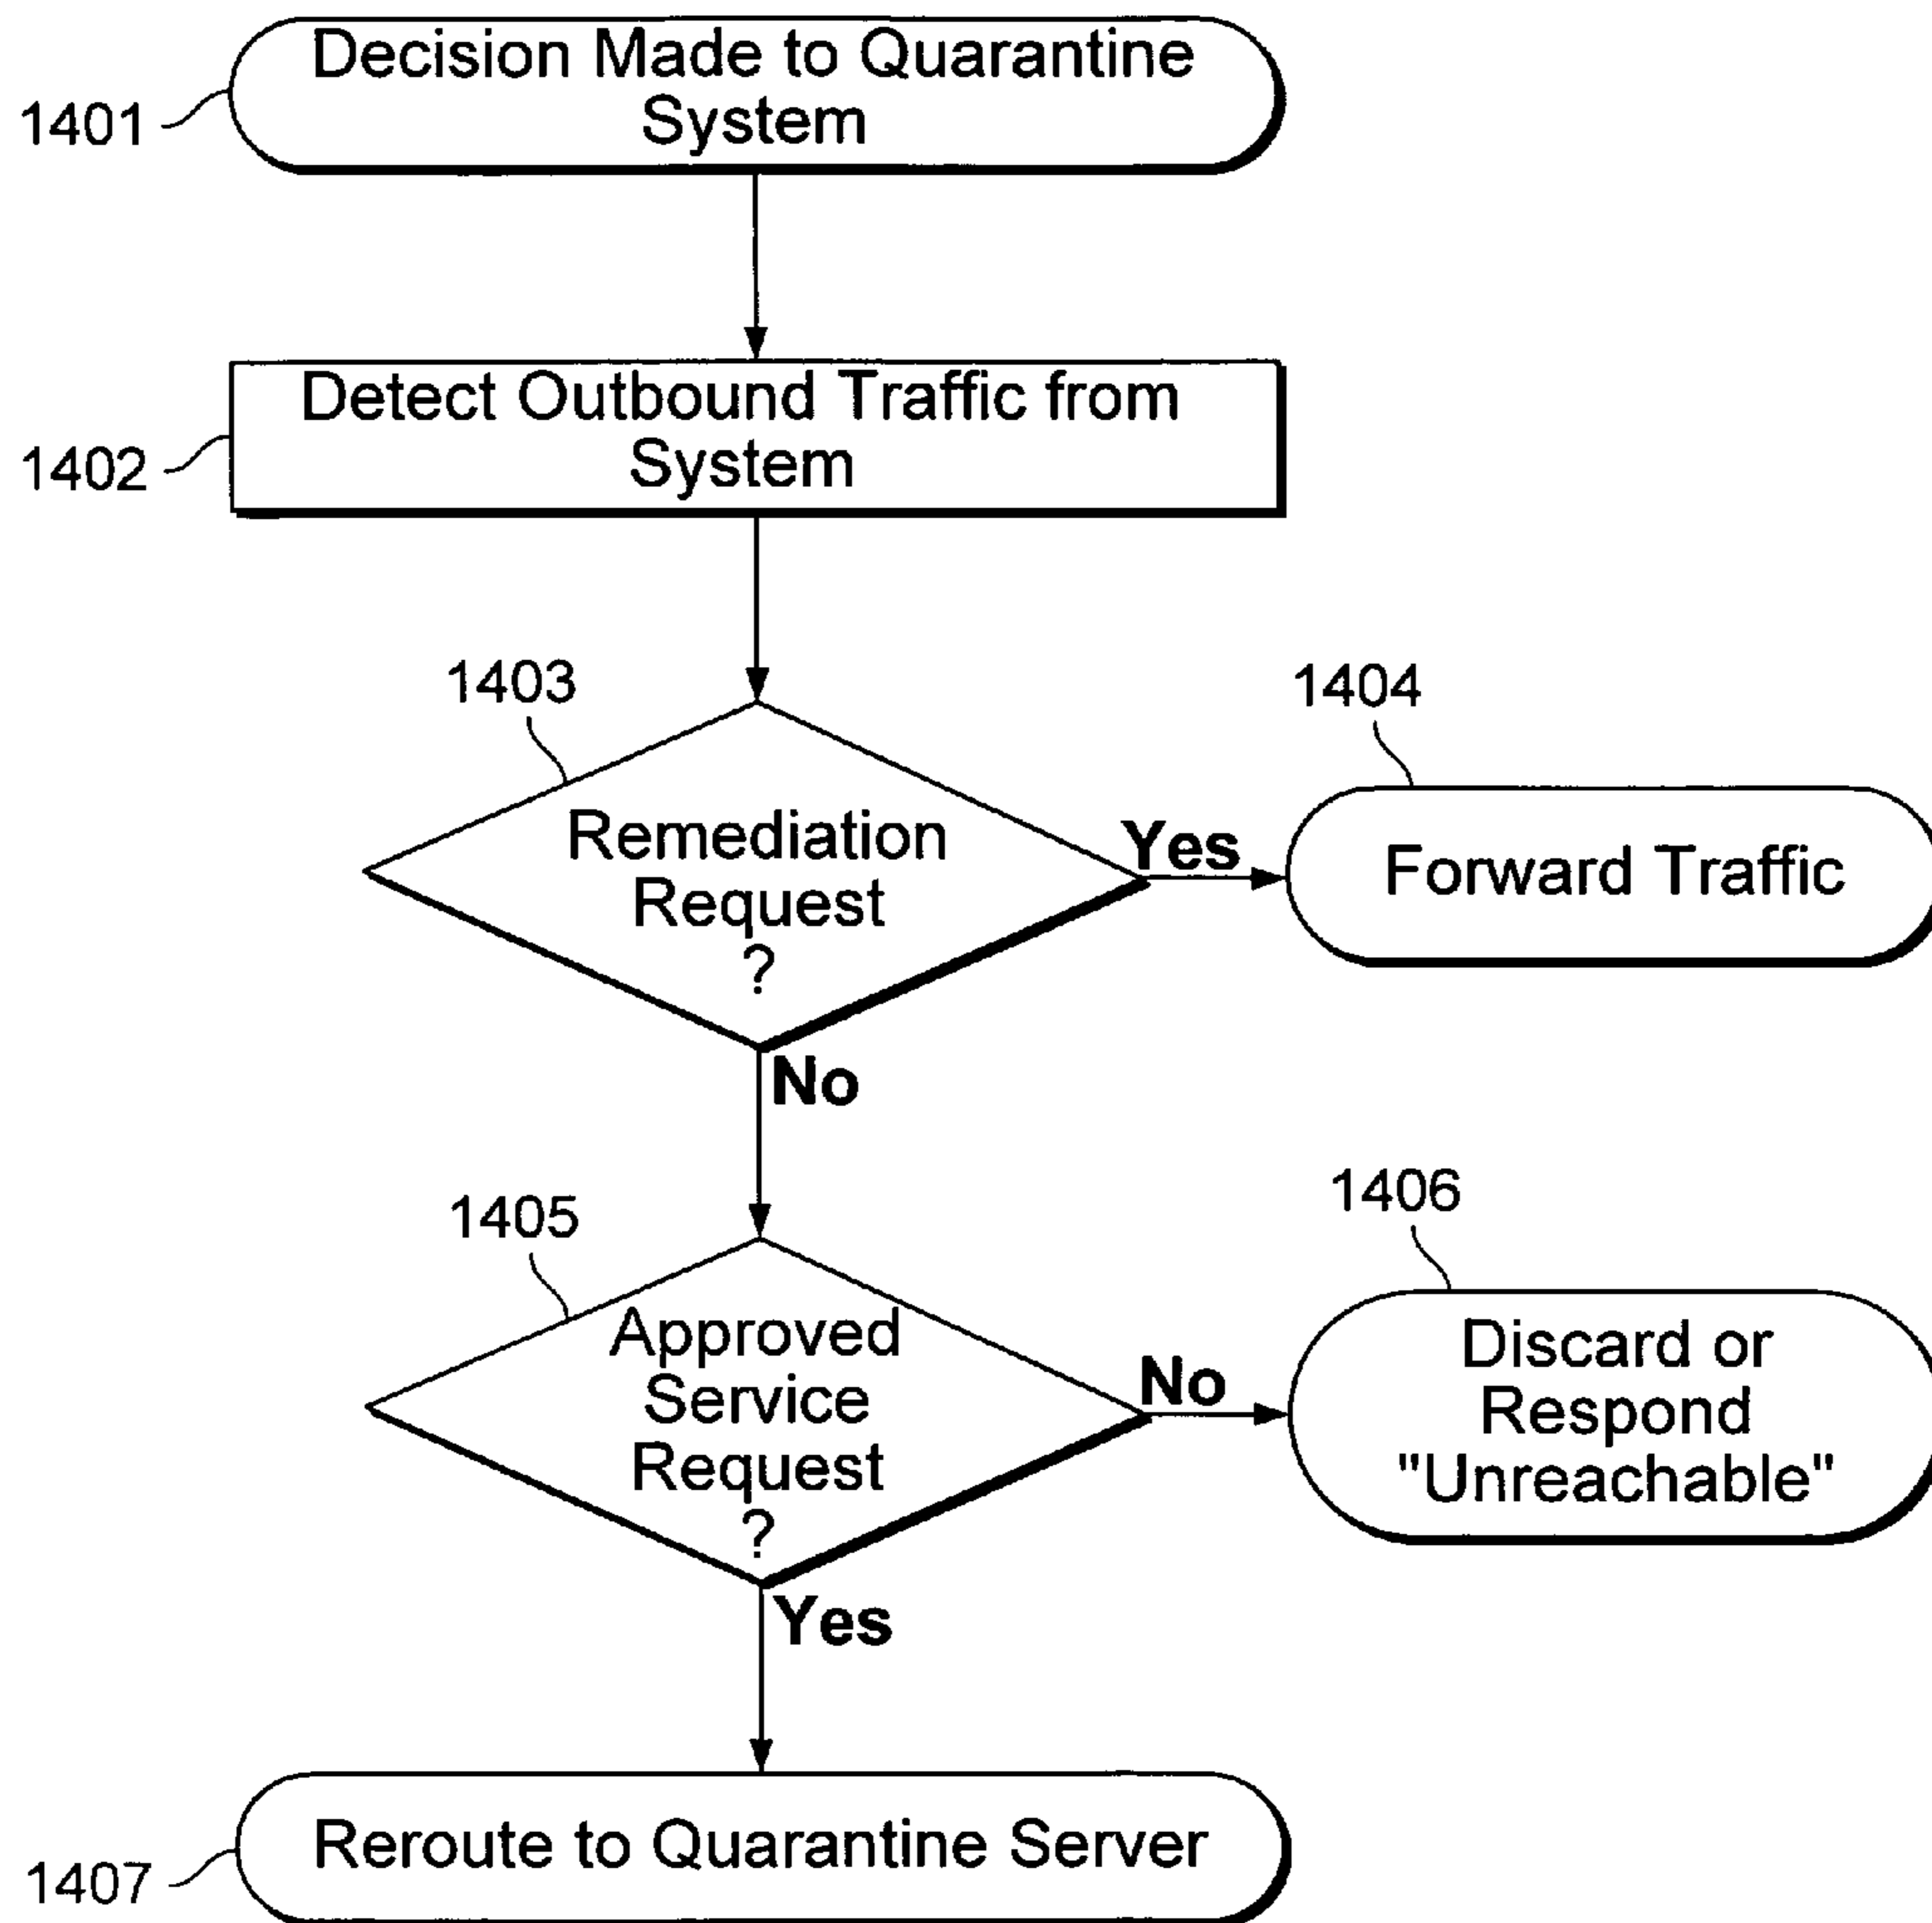 Decision Made to Quarantine
System
1401
Detect Outbound Traffic from
System
1402
1403
Remediation
Request
?
Yes
1404
Forward Traffic
No
1405
Approved
Service
Request
?
No
1406
Discard or
Respond
"Unreachable"
Yes
Reroute to Quarantine Server
1407